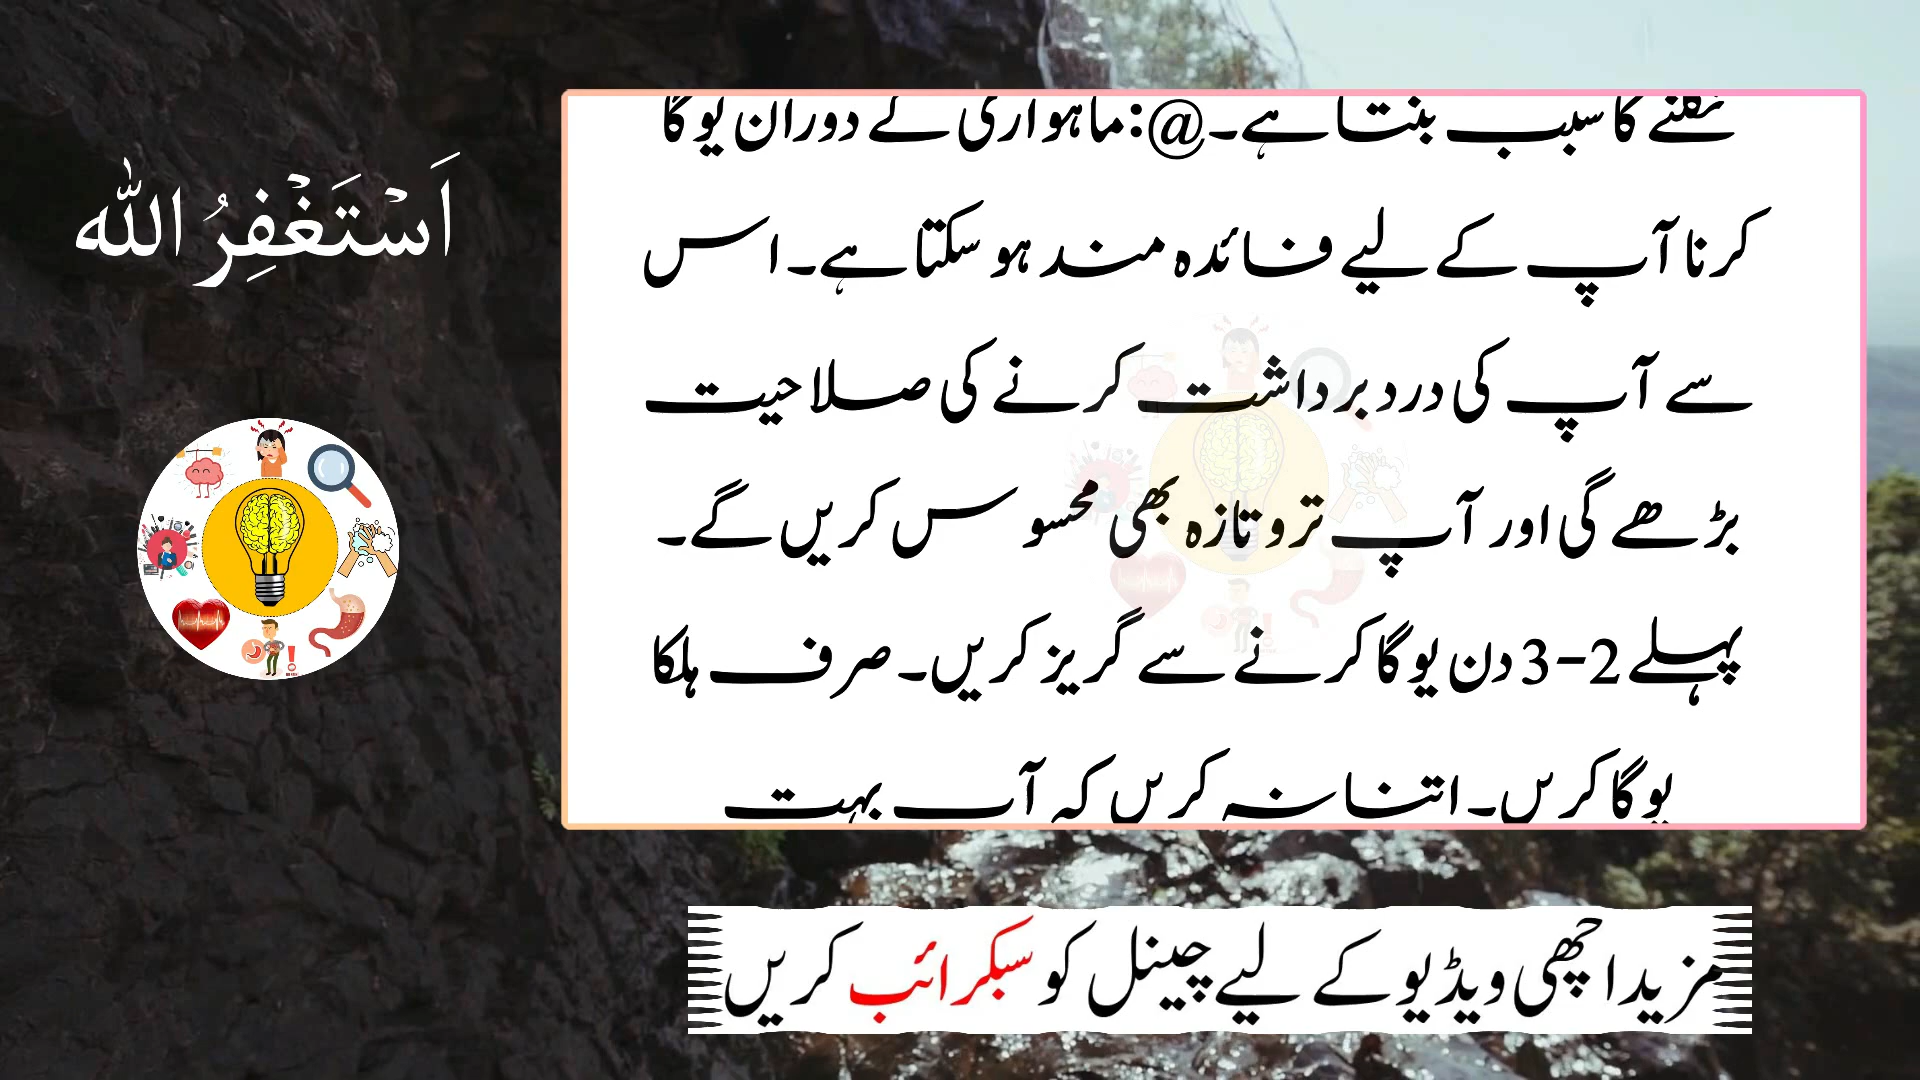 اَسْتَغْفِرُ اللہ
کا سبب بنتا ہے۔@:ماہواری کے دوران یوگا
کرنا آپ کے لیے فائدہ مند ہو سکتا ہے۔ اس
سے آپ کی درد برداشت کرنے کی صلاحیت
بڑھے گی اور آپ تروتازہ بھی محسوس کریں گے۔
پہلے 2-3 دن یوگا کرنے سے گریز کریں۔ صرف ہلکا
یوگا کریں۔ اتنا نہ کریں کہ آپ بہت
مزید اچھی ویڈیو کے لیے چینل کو سبکرائب کریں